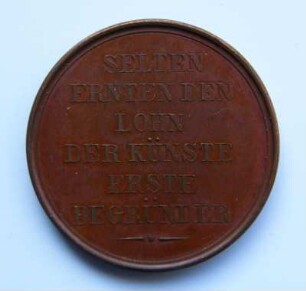 SELTEN
ERNTEN DEN
LOHN
DER KÜNSTE
ERSTE
BEGRÜNDER